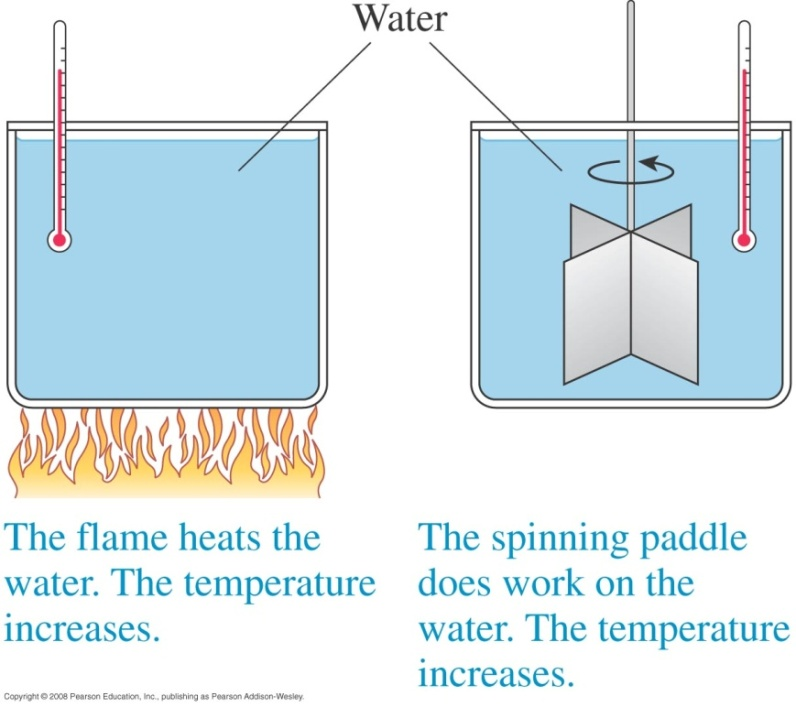 Water
The flame heats the
water. The temperature
increases.
The spinning paddle
does work on the
water. The temperature
increases.
Copyright © 2008 Pearson Education, Inc., publishing as Pearson Addison-Wesley.